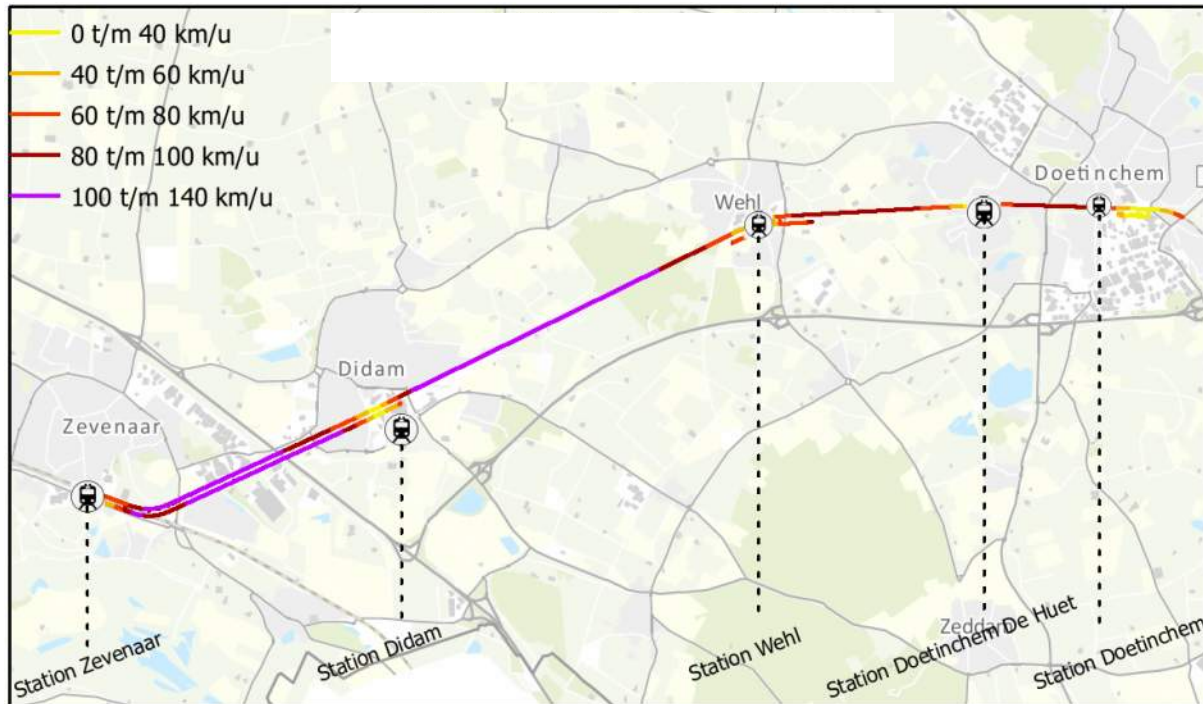 0 t/m 40 km/u
40 t/m 60 km/u
60 t/m 80 km/u
80 t/m 100 km/u
100 t/m 140 km/u
Doetinchem
Wehl
Didam
Zevenaar
Zeddam
Station Zevenaar
Station Didam
Station Wehl
Station Doetinchem De Huet
Station Doetinchem